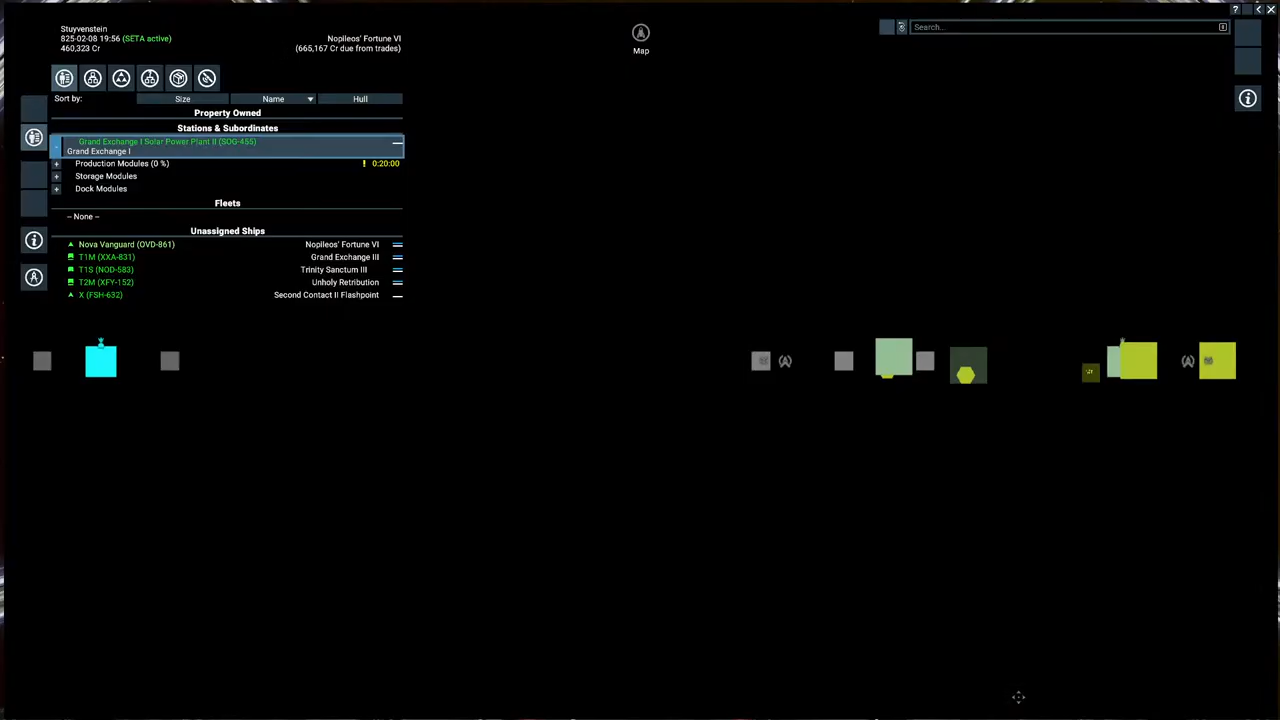 Stuyvenstein
825-02-08 19:56 (SETA active)
460,323 Cr
Nopileos' Fortune VI
(665,167 Cr due from trades)
Map
Search...
?
Sort by: Size Name Hull
Property Owned
Stations & Subordinates
Grand Exchange I Solar Power Plant II (SOG-455)
Grand Exchange I
Production Modules (0 %) ! 0:20:00
Storage Modules
Dock Modules
Fleets
-- None --
Unassigned Ships
Nova Vanguard (OVD-861) Nopileos' Fortune VI
T1M (XXA-831) Grand Exchange III
T1S (NOD-583) Trinity Sanctum III
T2M (XFY-152) Unholy Retribution
X (FSH-632) Second Contact II Flashpoint